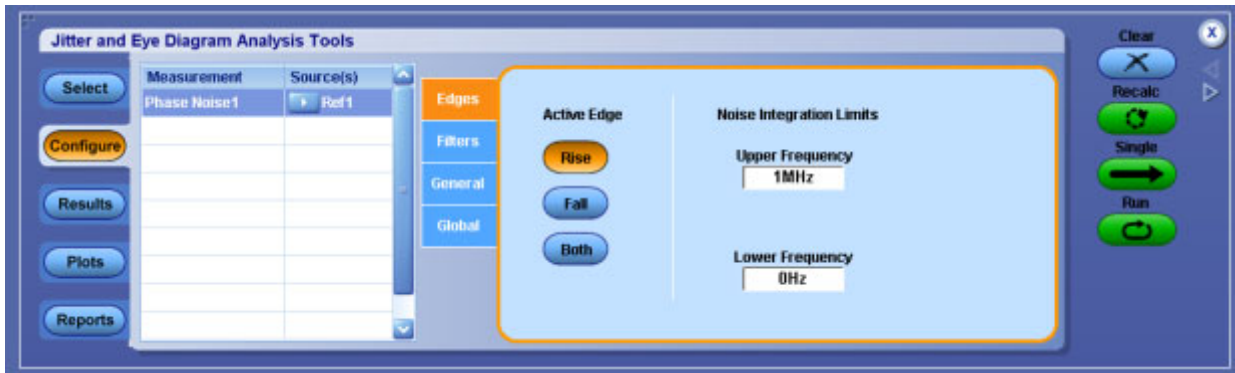 Jitter and Eye Diagram Analysis Tools
Select
Configure
Results
Plots
Reports
Measurement Source(s)
Phase Noise1 Ref1
Edges
Filters
General
Global
Active Edge
Rise
Fall
Both
Noise Integration Limits
Upper Frequency
1MHz
Lower Frequency
0Hz
Clear
X
Recalc
Single
Run